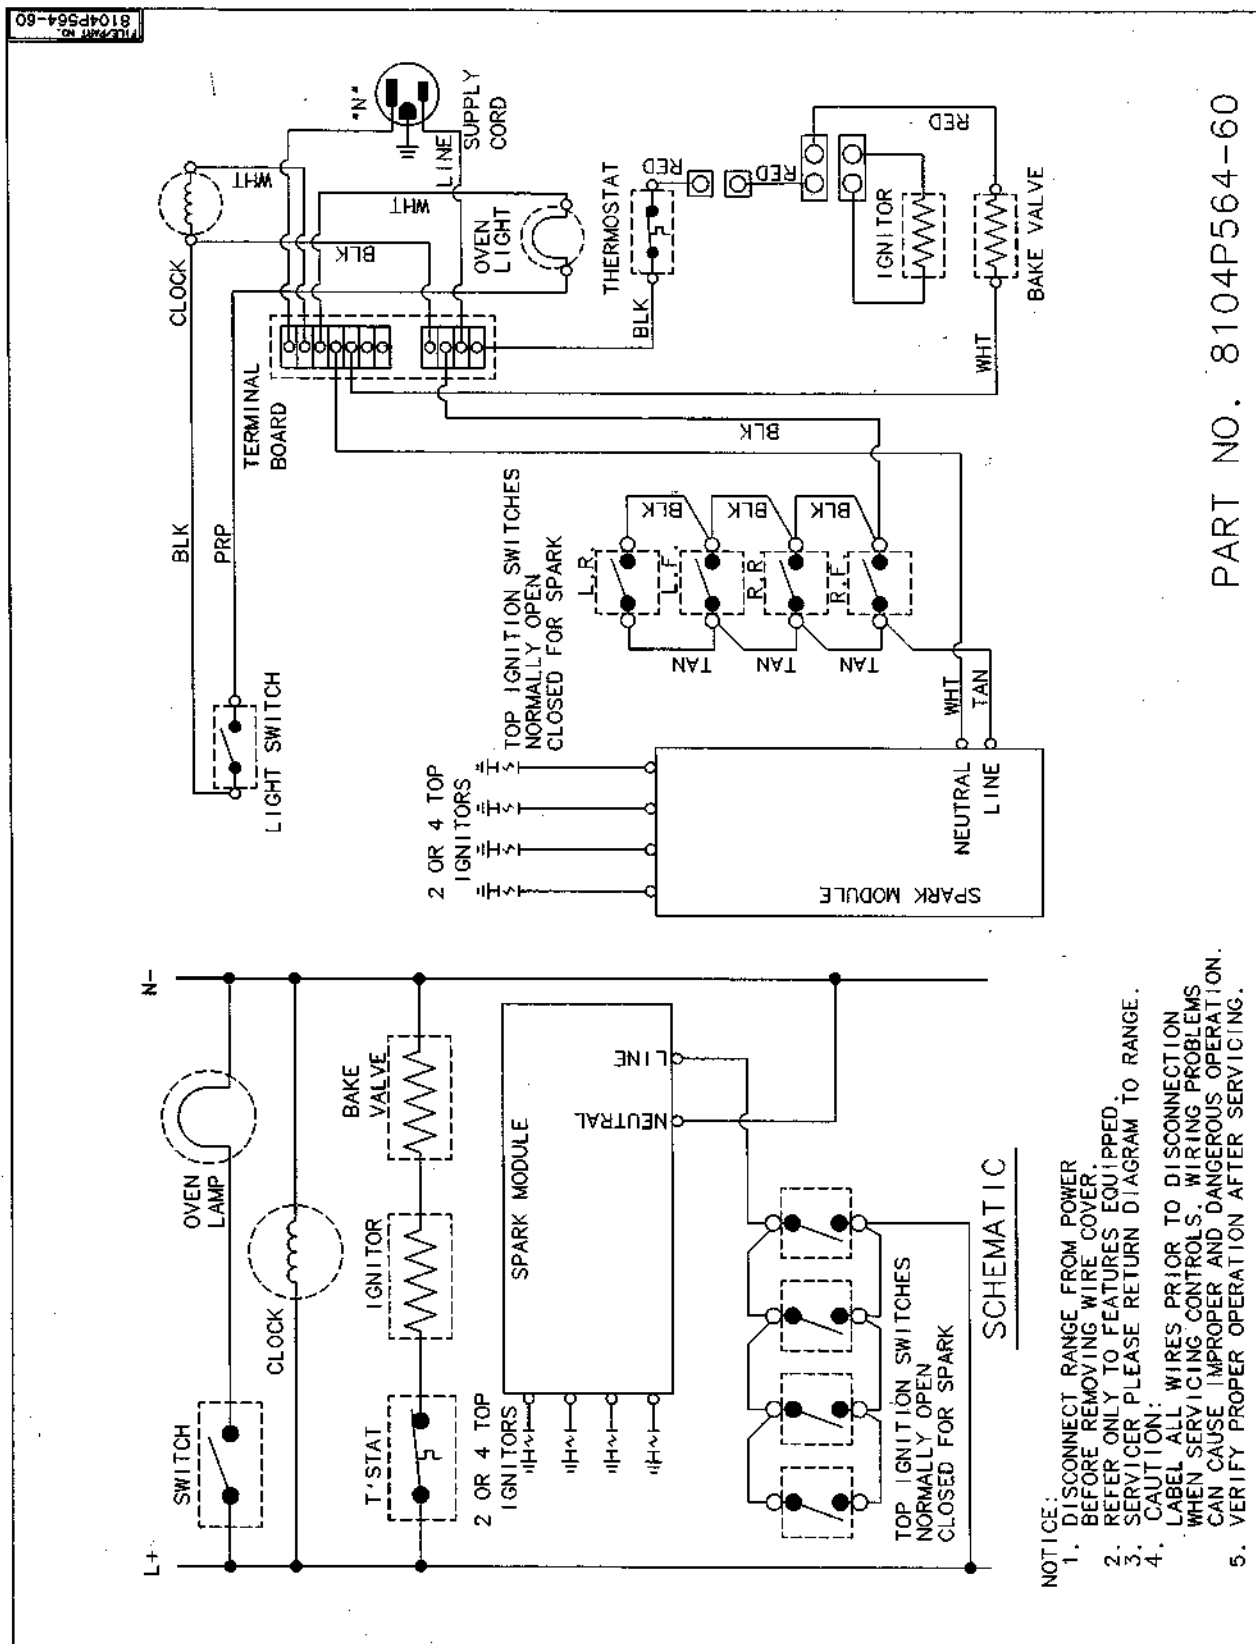 FILE/PART NO.
8104P564-60
"N"
SUPPLY
CORD
LINE
WHT
WHT
BLK
CLOCK
OVEN
LIGHT
THERMOSTAT
RED
RED
RED
IGNITOR
BAKE VALVE
BLK
WHT
TERMINAL
BOARD
BLK
BLK
PRP
LIGHT SWITCH
TOP IGNITION SWITCHES
NORMALLY OPEN
CLOSED FOR SPARK
L.R.
L.F.
R.R.
R.F.
BLK
BLK
BLK
TAN
TAN
TAN
WHT
TAN
2 OR 4 TOP
IGNITORS
NEUTRAL
LINE
SPARK MODULE
PART NO. 8104P564-60
N-
L+
OVEN
LAMP
SWITCH
CLOCK
BAKE
VALVE
IGNITOR
T'STAT
SPARK MODULE
LINE
NEUTRAL
2 OR 4 TOP
IGNITORS
TOP IGNITION SWITCHES
NORMALLY OPEN
CLOSED FOR SPARK
SCHEMATIC
NOTICE:
1. DISCONNECT RANGE FROM POWER
BEFORE REMOVING WIRE COVER.
2. REFER ONLY TO FEATURES EQUIPPED.
3. SERVICER PLEASE RETURN DIAGRAM TO RANGE.
4. CAUTION:
LABEL ALL WIRES PRIOR TO DISCONNECTION
WHEN SERVICING CONTROLS. WIRING PROBLEMS
CAN CAUSE IMPROPER AND DANGEROUS OPERATION.
5. VERIFY PROPER OPERATION AFTER SERVICING.